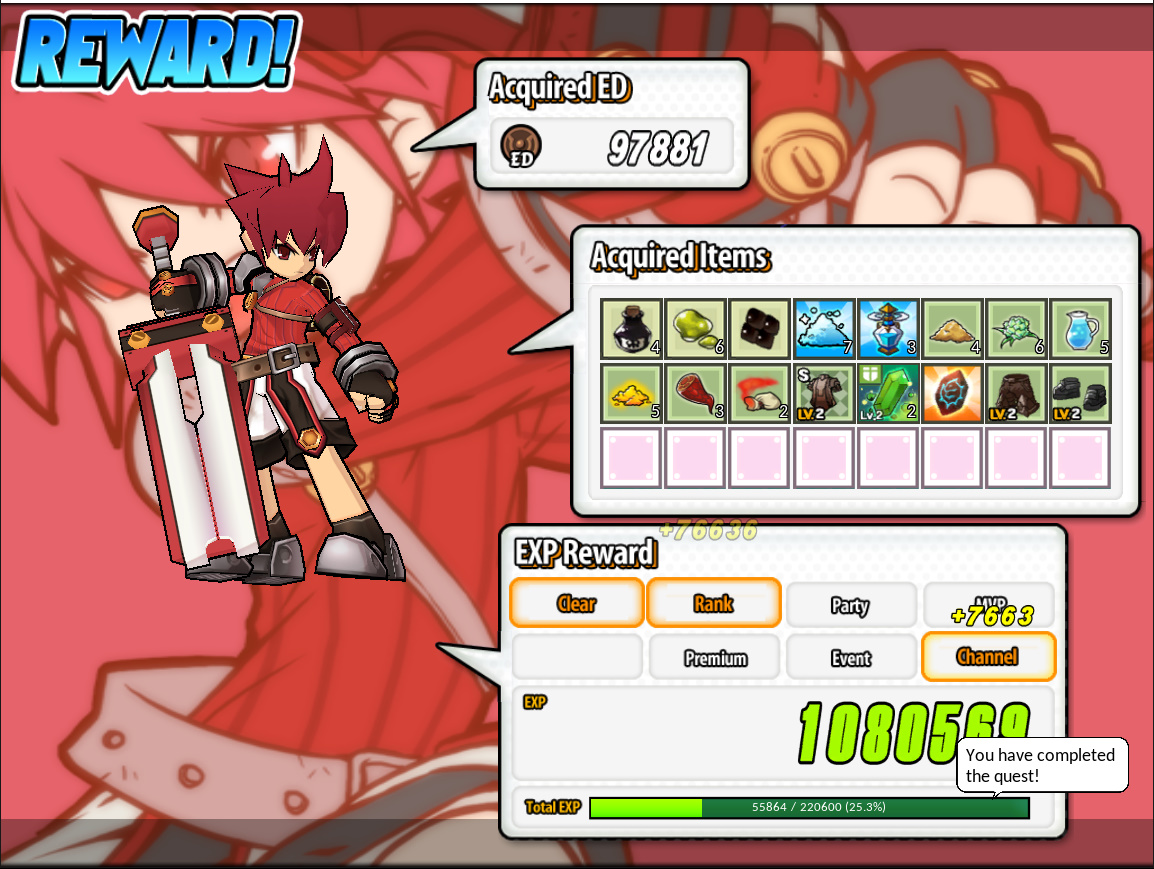 REWARD!
Acquired ED
ED
97881
Acquired Items
4 6 7 3 4 6 5
5 3 2 S LV.2 Lv.2 2 LV.2 LV.2
+76636
EXP Reward
Clear Rank Party MVP
+7663
Premium Event Channel
EXP
1080569
You have completed
the quest!
Total EXP 55864 / 220600 (25.3%)